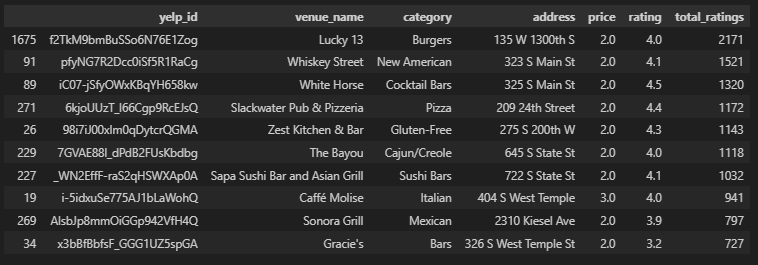 yelp_id venue_name category address price rating total_ratings
1675 f2TkM9bmBuSSo6N76E1Zog Lucky 13 Burgers 135 W 1300th S 2.0 4.0 2171
91 pfyNG7R2Dcc0iSf5R1RaCg Whiskey Street New American 323 S Main St 2.0 4.1 1521
89 iC07-jSfyOWxKBqYH658kw White Horse Cocktail Bars 325 S Main St 2.0 4.5 1320
271 6kjoUUzT_I66Cgp9RcEJsQ Slackwater Pub & Pizzeria Pizza 209 24th Street 2.0 4.4 1172
26 98i7iJ00xIm0qDytcrQGMA Zest Kitchen & Bar Gluten-Free 275 S 200th W 2.0 4.3 1143
229 7GVAE88I_dPdB2FUsKbdbg The Bayou Cajun/Creole 645 S State St 2.0 4.0 1118
227 _WN2EffF-raS2qHSWXAp0A Sapa Sushi Bar and Asian Grill Sushi Bars 722 S State St 2.0 4.1 1032
19 i-5idxuSe775AJ1bLaWohQ Caffé Molise Italian 404 S West Temple 3.0 4.0 941
269 AlsbJp8mmOiGGp942VfH4Q Sonora Grill Mexican 2310 Kiesel Ave 2.0 3.9 797
34 x3bBfBbfsF_GGG1UZ5spGA Gracie's Bars 326 S West Temple St 2.0 3.2 727